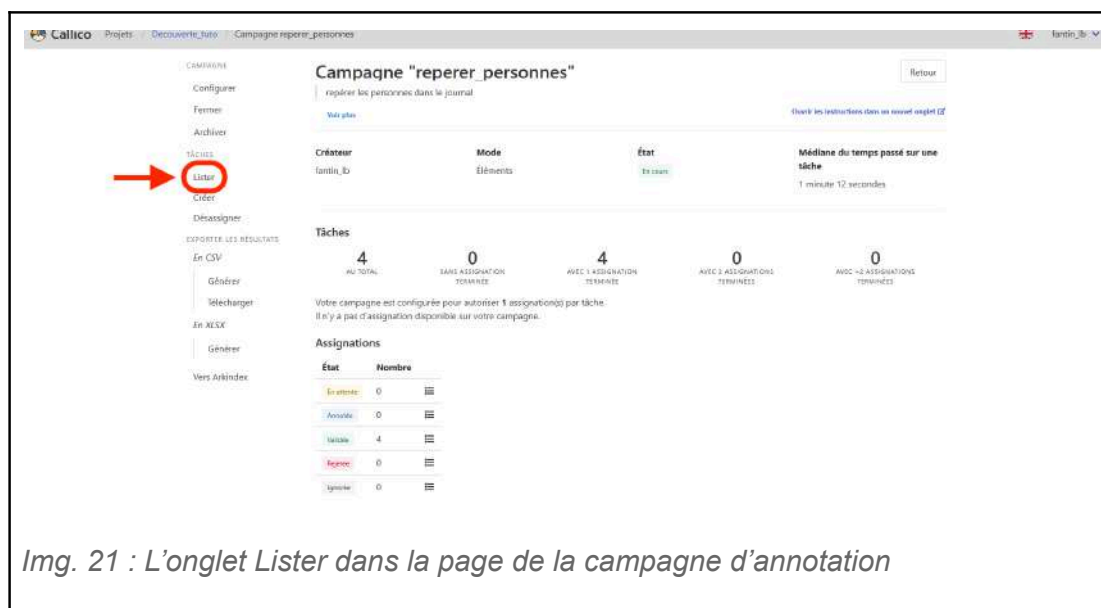 Callico Projets / Decouverte_tuto / Campagne reperer_personnes fantin_lb
CAMPAGNE
Configurer
Fermer
Archiver
TÂCHES
Lister
Créer
Désassigner
EXPORTER LES RÉSULTATS
En CSV
Générer
Télécharger
En XLSX
Générer
Vers Arkindex
Campagne "reperer_personnes"
Retour
repérer les personnes dans le journal
Voir plus
Ouvrir les instructions dans un nouvel onglet
Créateur Mode État Médiane du temps passé sur une
tâche
fantin_lb Éléments En cours
1 minute 12 secondes
Tâches
4 0 4 0 0
AU TOTAL SANS ASSIGNATION AVEC 1 ASSIGNATION AVEC 2 ASSIGNATIONS AVEC >2 ASSIGNATIONS
TERMINÉE TERMINÉE TERMINÉES TERMINÉES
Votre campagne est configurée pour autoriser 1 assignation(s) par tâche.
Il n'y a pas d'assignation disponible sur votre campagne.
Assignations
État Nombre
En attente 0
Annotée 0
Validée 4
Rejetée 0
Ignorée 0
Img. 21 : L'onglet Lister dans la page de la campagne d'annotation